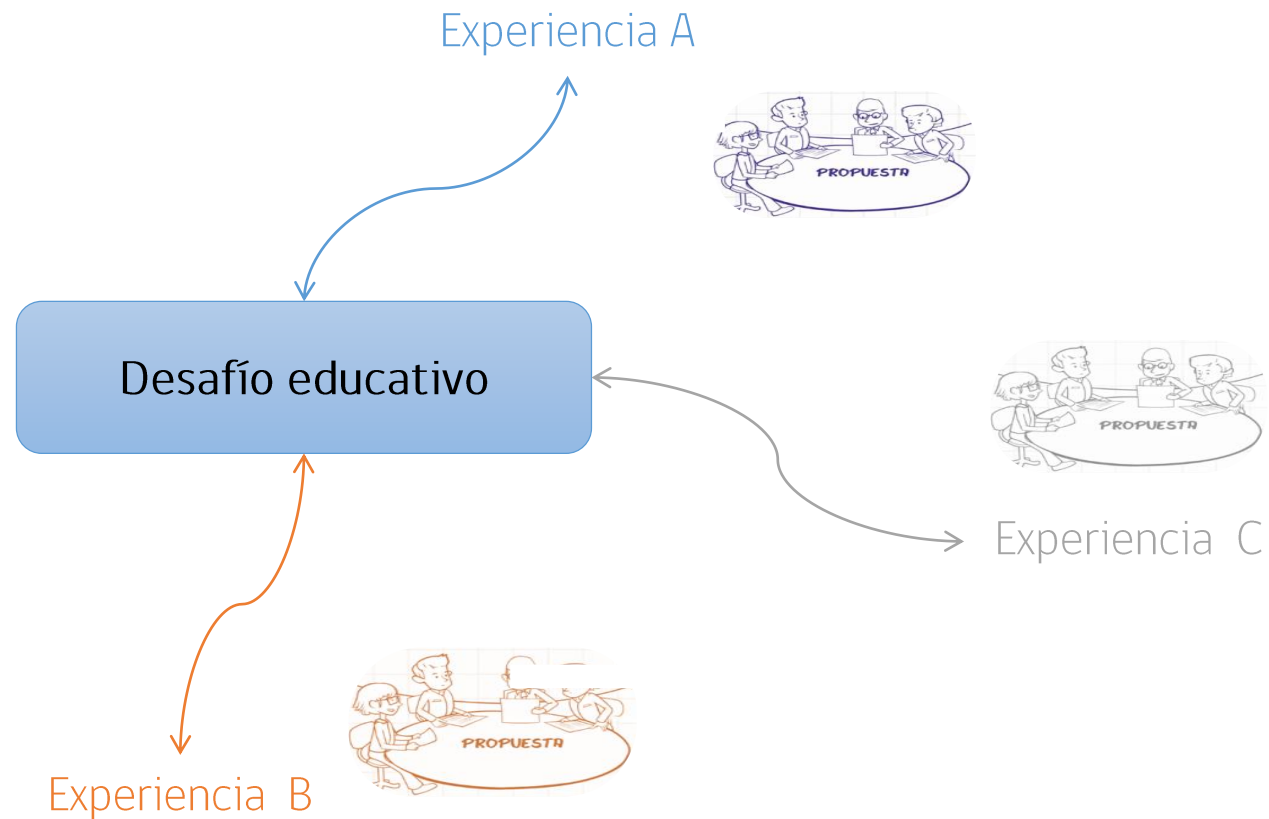 Experiencia A
PROPUESTA
Desafío educativo
PROPUESTA
Experiencia C
PROPUESTA
Experiencia B